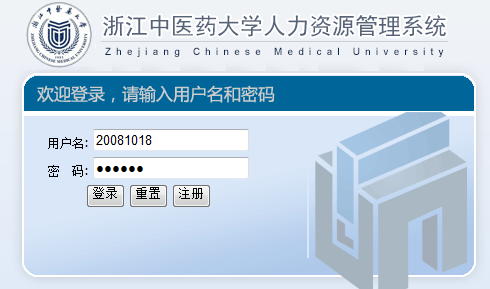 浙江中医药大学人力资源管理系统
Zhejiang Chinese Medical University
欢迎登录，请输入用户名和密码
用户名: 20081018
密 码: ●●●●●●
登录 重置 注册